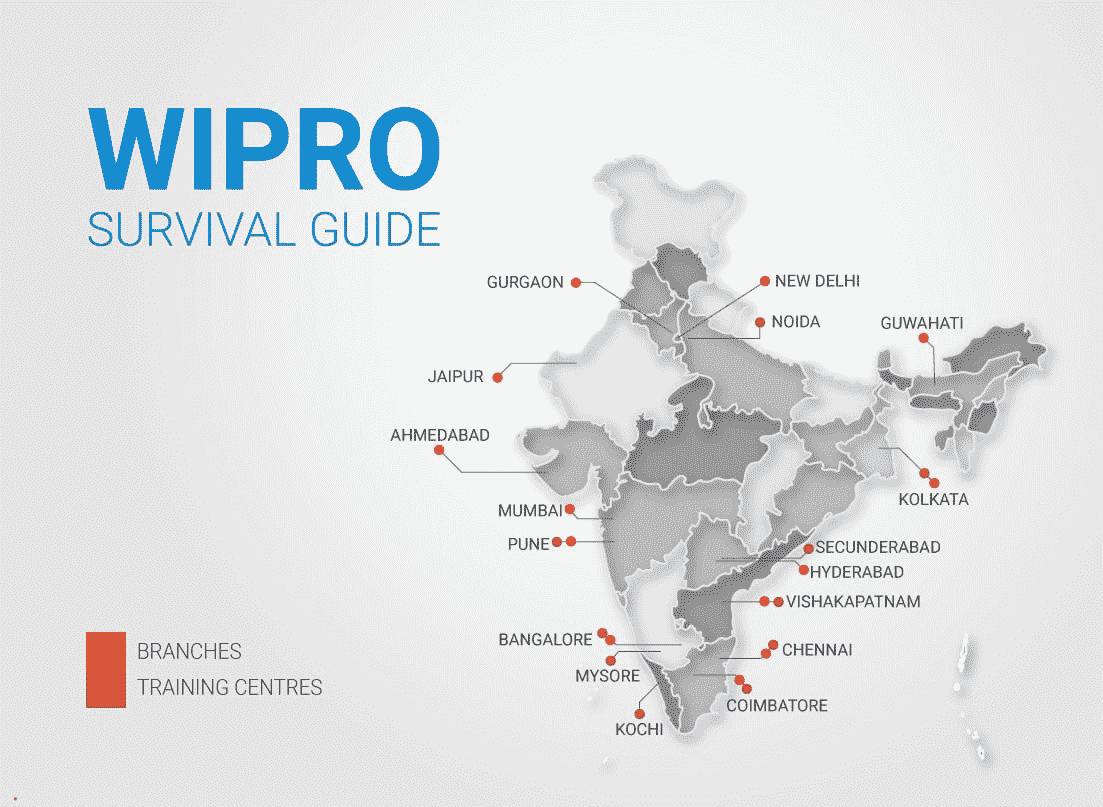 WIPRO
SURVIVAL GUIDE
GURGAON
NEW DELHI
NOIDA
GUWAHATI
JAIPUR
AHMEDABAD
KOLKATA
MUMBAI
PUNE
SECUNDERABAD
HYDERABAD
VISHAKAPATNAM
BANGALORE
CHENNAI
MYSORE
COIMBATORE
KOCHI
BRANCHES
TRAINING CENTRES